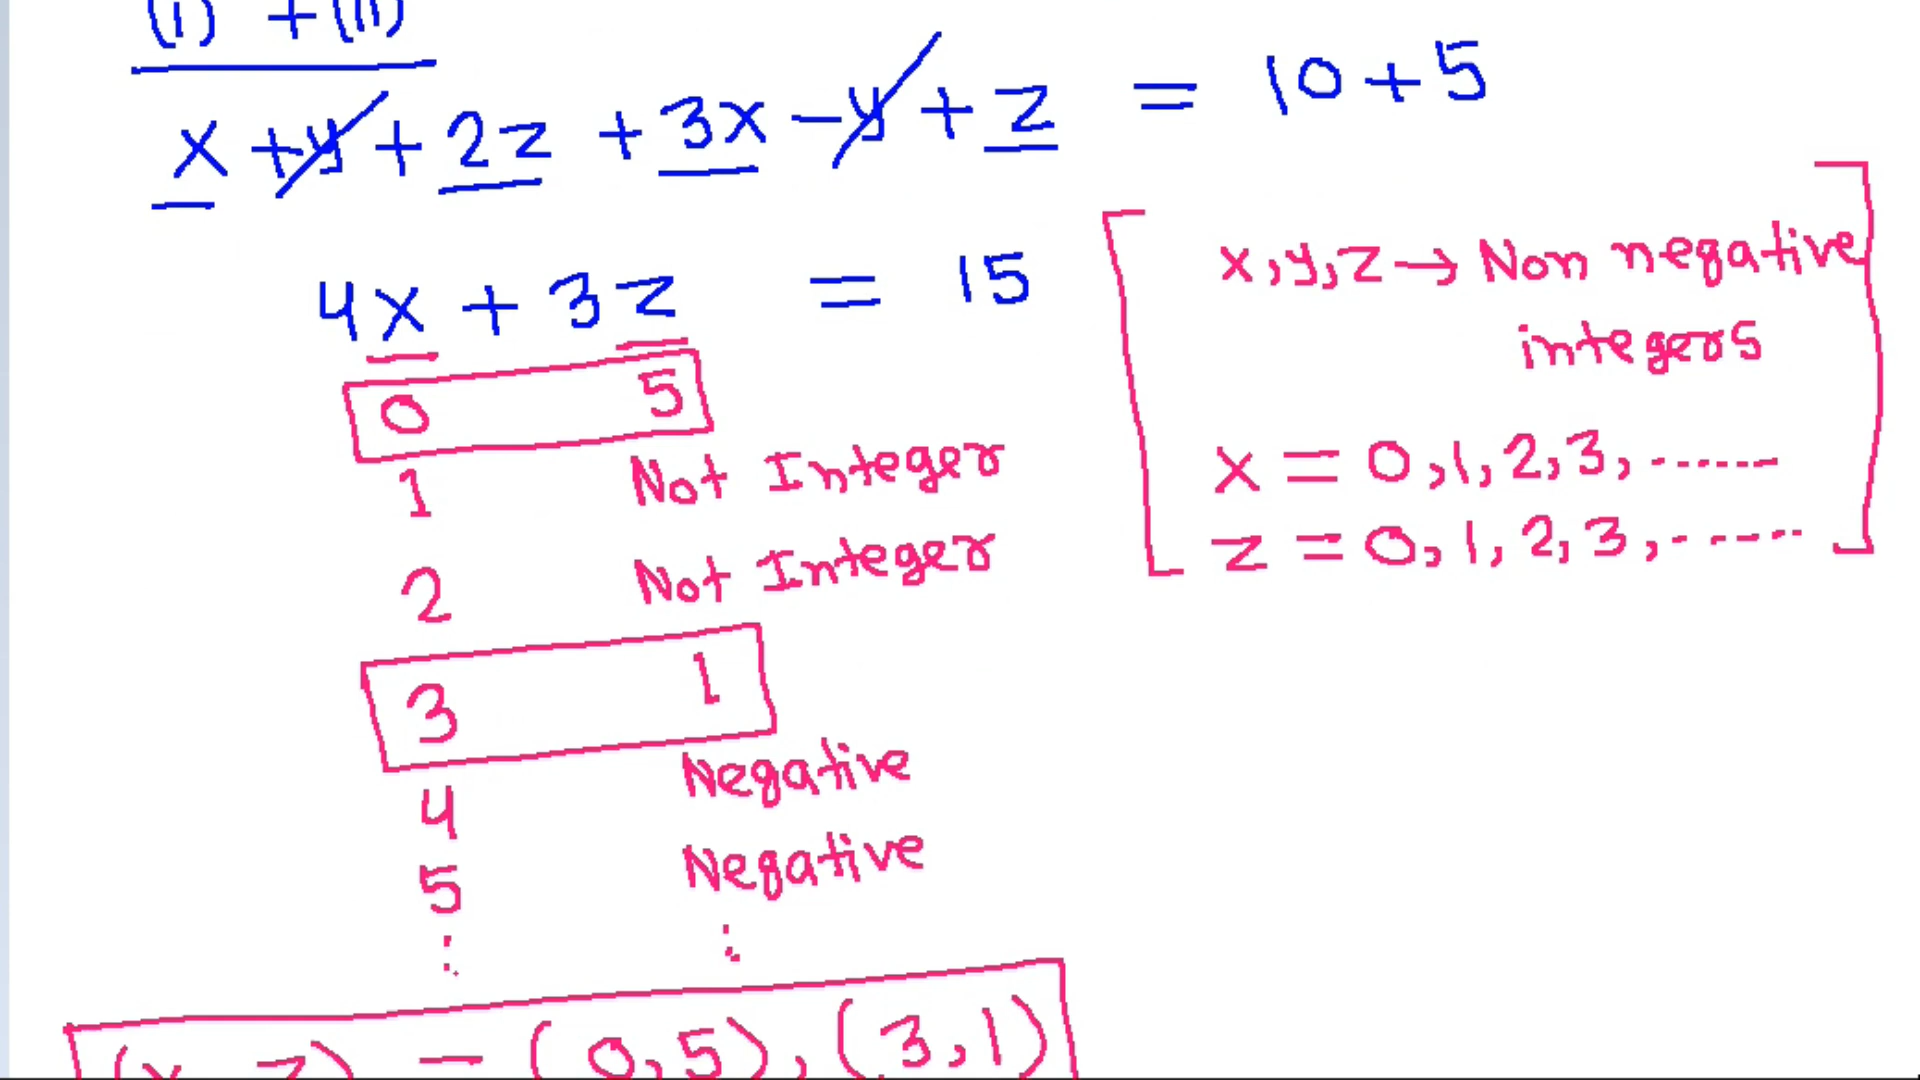 (i) + (ii)
x + y + 2z + 3x - y + z = 10 + 5
4x + 3z = 15
0 5
1 Not Integer
2 Not Integer
3 1
4 Negative
5 Negative
: :
(x, z) = (0,5), (3,1)
x,y,z → Non negative
integers
x = 0,1,2,3,......
z = 0,1,2,3,......